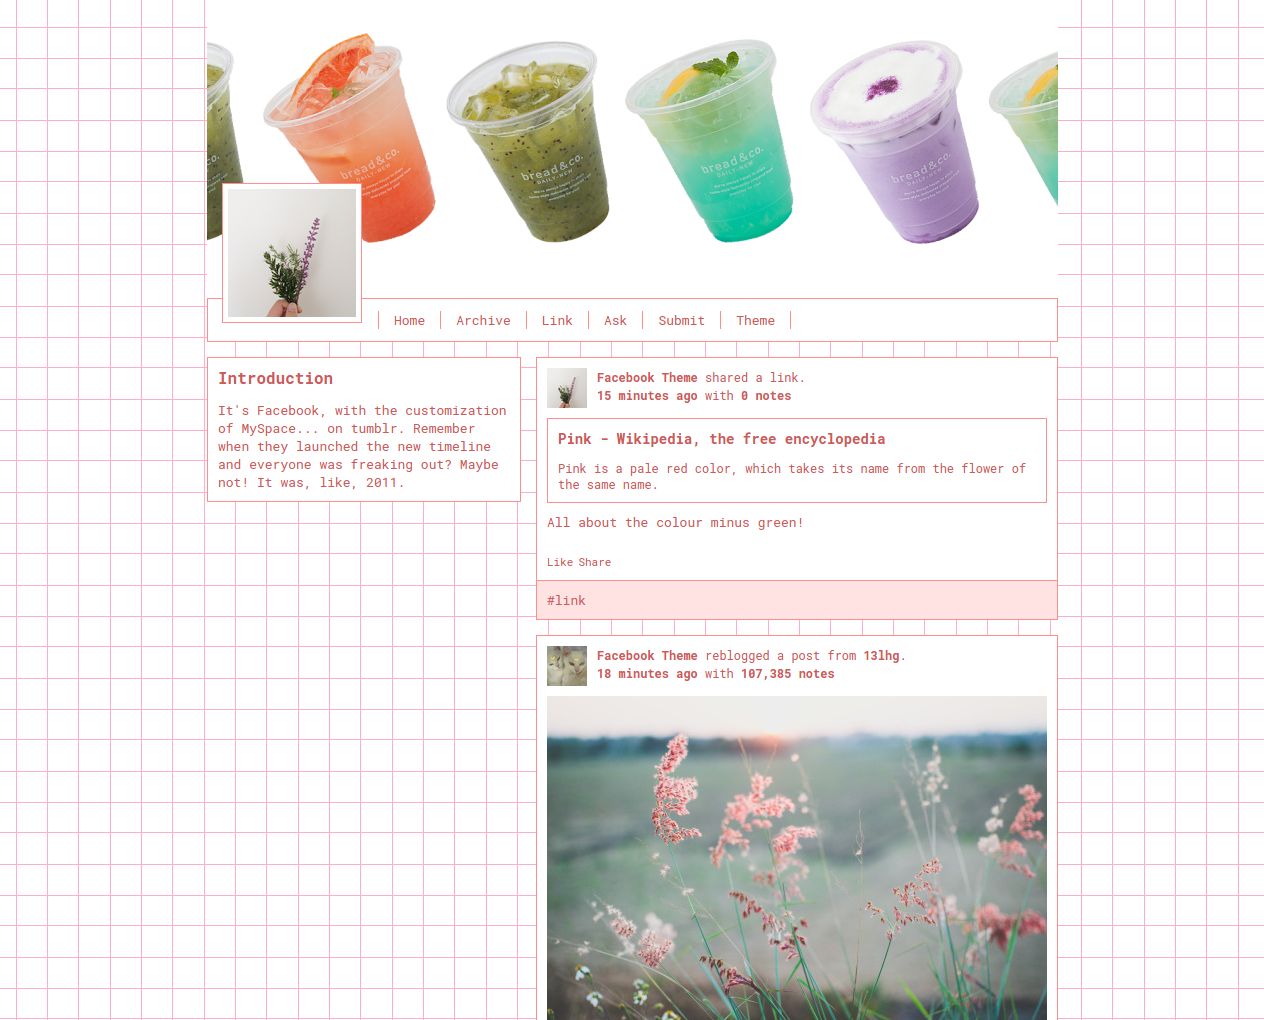 bread&co.
DAILY-NEW
bread&co.
DAILY-NEW
bread&co.
DAILY-NEW
bread&co.
DAILY-NEW
Home Archive Link Ask Submit Theme
Introduction
It's Facebook, with the customization
of MySpace... on tumblr. Remember
when they launched the new timeline
and everyone was freaking out? Maybe
not! It was, like, 2011.
Facebook Theme shared a link.
15 minutes ago with 0 notes
Pink - Wikipedia, the free encyclopedia
Pink is a pale red color, which takes its name from the flower of
the same name.
All about the colour minus green!
Like Share
#link
Facebook Theme reblogged a post from 13lhg.
18 minutes ago with 107,385 notes